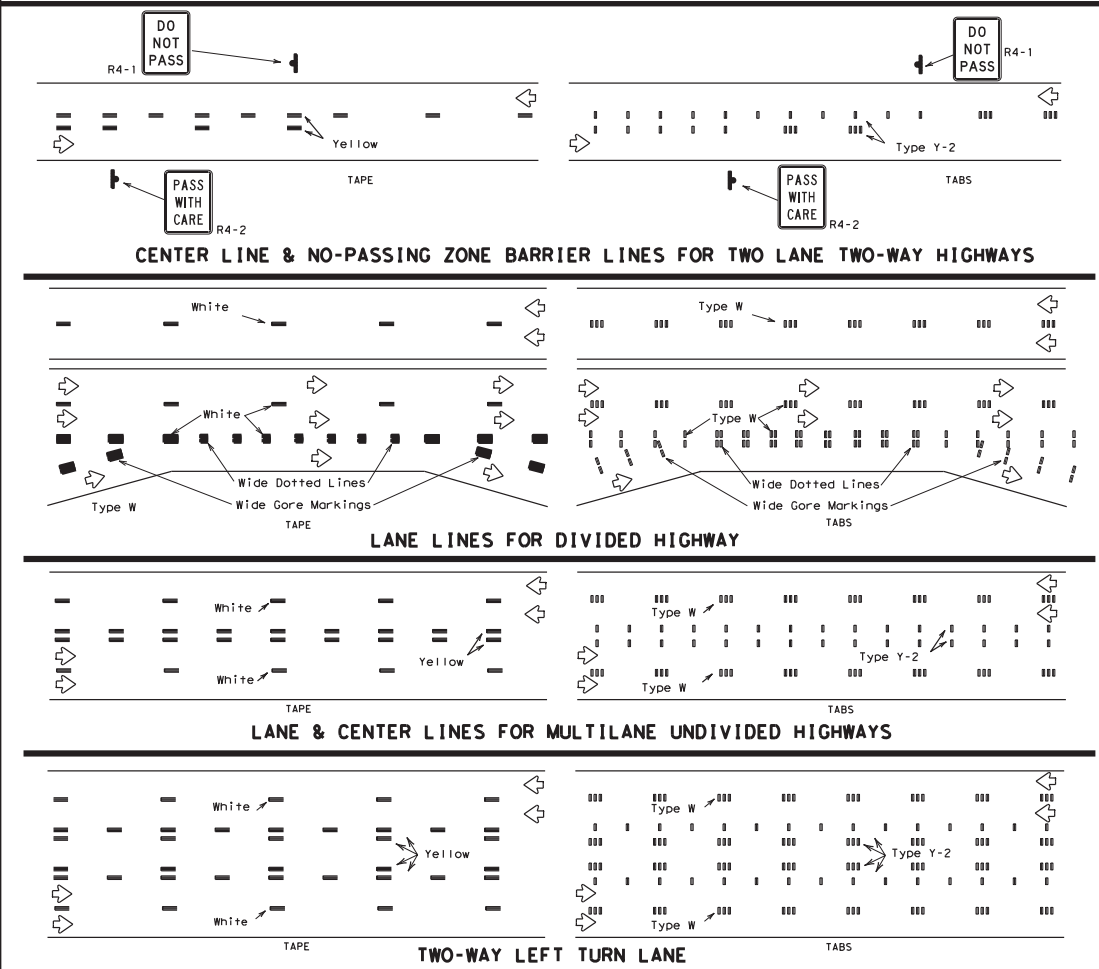 DO
NOT
PASS
R4-1
Yellow
TAPE
PASS
WITH
CARE
R4-2
DO
NOT
PASS
R4-1
Type Y-2
TABS
PASS
WITH
CARE
R4-2
CENTER LINE & NO-PASSING ZONE BARRIER LINES FOR TWO LANE TWO-WAY HIGHWAYS
White
White
Wide Dotted Lines
Wide Gore Markings
Type W
TAPE
Type W
Type W
Wide Dotted Lines
Wide Gore Markings
TABS
LANE LINES FOR DIVIDED HIGHWAY
White
Yellow
White
TAPE
Type W
Type Y-2
Type W
TABS
LANE & CENTER LINES FOR MULTILANE UNDIVIDED HIGHWAYS
White
Yellow
White
TAPE
Type W
Type Y-2
Type W
TABS
TWO-WAY LEFT TURN LANE